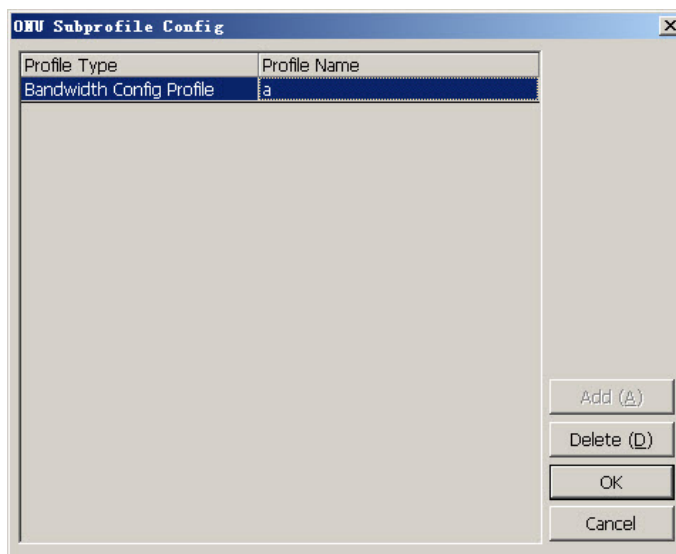 ONU Subprofile Config
Profile Type Profile Name
Bandwidth Config Profile a
Add (A)
Delete (D)
OK
Cancel